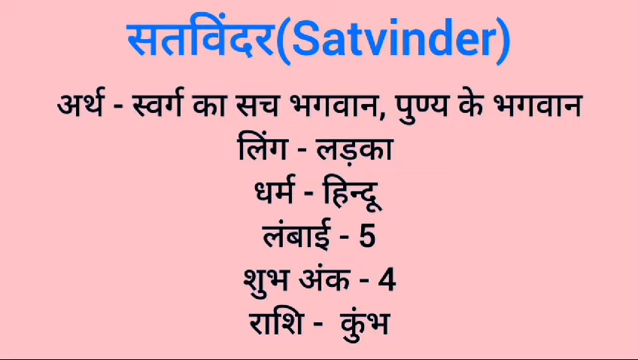 सतविंदर(Satvinder)
अर्थ - स्वर्ग का सच भगवान, पुण्य के भगवान
लिंग - लड़का
धर्म - हिन्दू
लंबाई - 5
शुभ अंक - 4
राशि - कुंभ